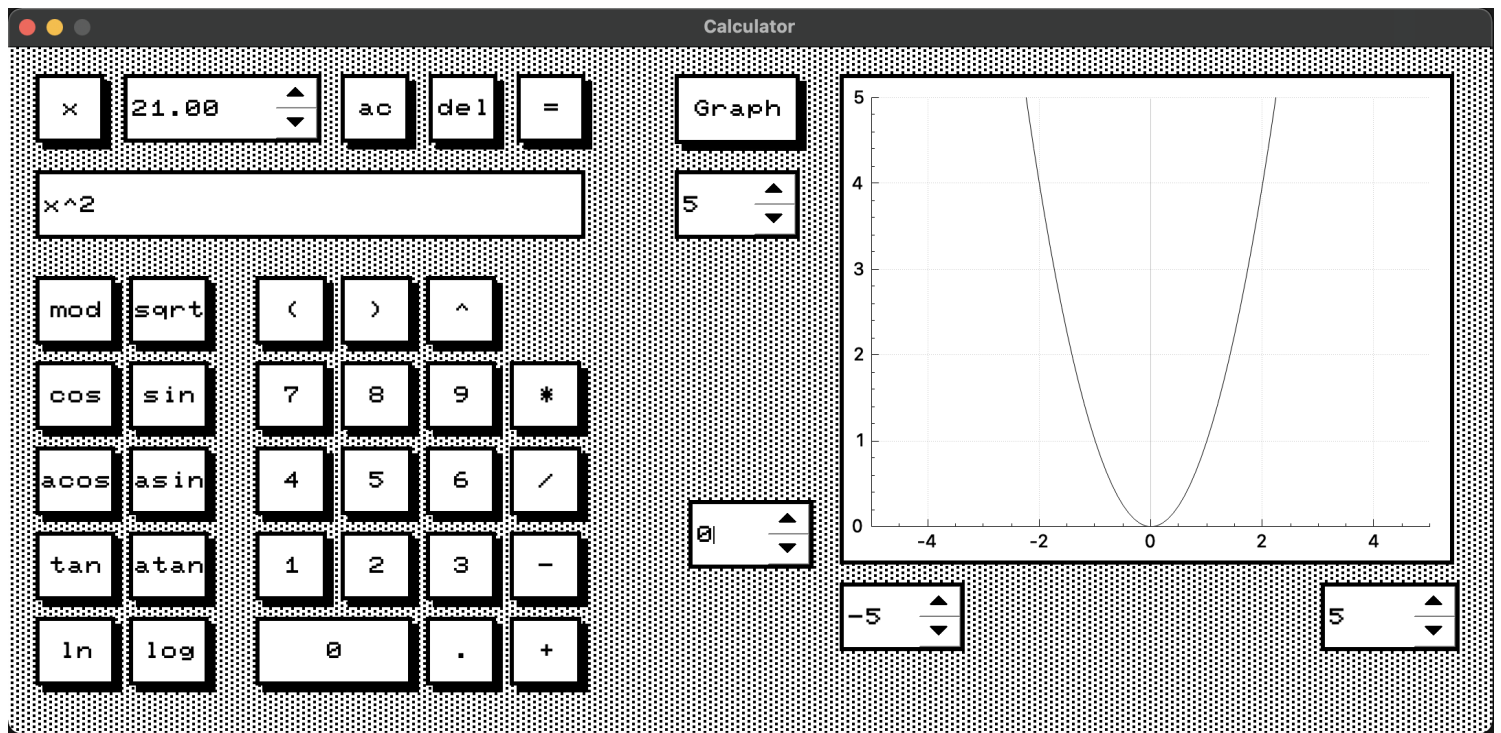 Calculator
x 21.00 ac del =
x^2
mod sqrt ( ) ^
cos sin 7 8 9 *
acos asin 4 5 6 /
tan atan 1 2 3 -
ln log 0 . +
Graph
5
0
5
4
3
2
1
0
-4 -2 0 2 4
-5 5